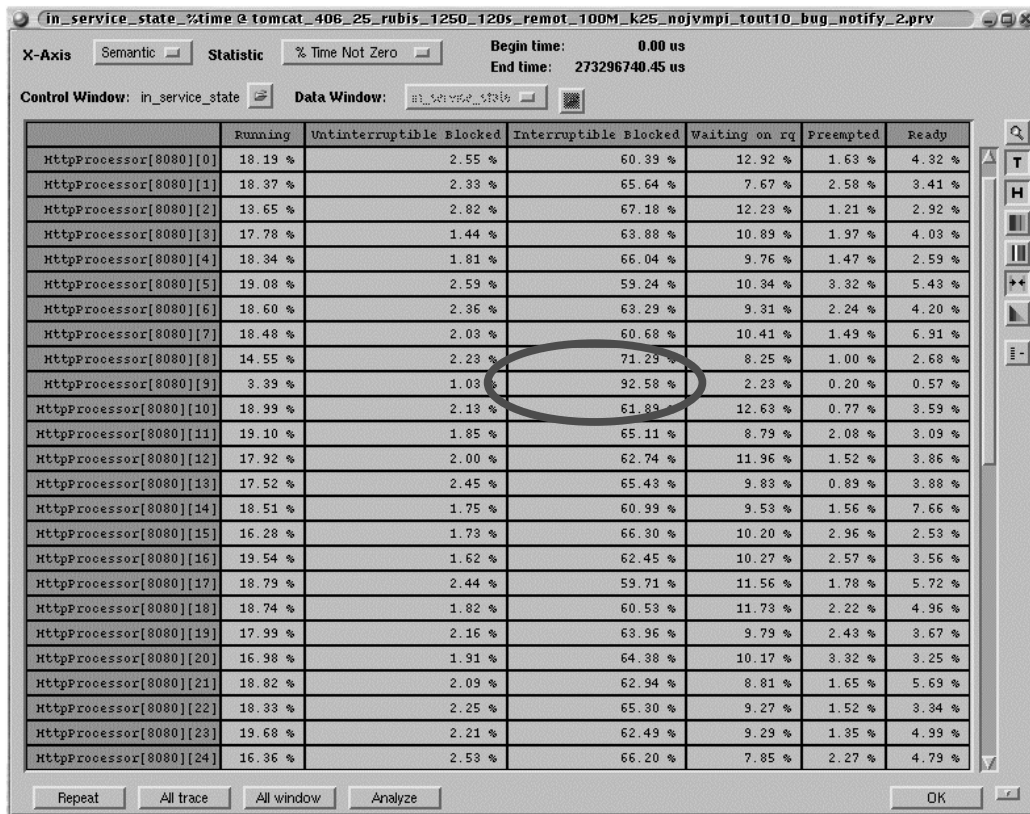 in_service_state_%time @ tomcat_406_25_rubis_1250_120s_remot_100M_k25_nojvmpi_tout10_bug_notify_2.prv
X-Axis Semantic Statistic % Time Not Zero Begin time: 0.00 us
End time: 273296740.45 us
Control Window: in_service_state Data Window: in_service_state
Running Untinterruptible Blocked Interruptible Blocked Waiting on rq Preempted Ready
HttpProcessor[8080][0] 18.19 % 2.55 % 60.39 % 12.92 % 1.63 % 4.32 %
HttpProcessor[8080][1] 18.37 % 2.33 % 65.64 % 7.67 % 2.58 % 3.41 %
HttpProcessor[8080][2] 13.65 % 2.82 % 67.18 % 12.23 % 1.21 % 2.92 %
HttpProcessor[8080][3] 17.78 % 1.44 % 63.88 % 10.89 % 1.97 % 4.03 %
HttpProcessor[8080][4] 18.34 % 1.81 % 66.04 % 9.76 % 1.47 % 2.59 %
HttpProcessor[8080][5] 19.08 % 2.59 % 59.24 % 10.34 % 3.32 % 5.43 %
HttpProcessor[8080][6] 18.60 % 2.36 % 63.29 % 9.31 % 2.24 % 4.20 %
HttpProcessor[8080][7] 18.48 % 2.03 % 60.68 % 10.41 % 1.49 % 6.91 %
HttpProcessor[8080][8] 14.55 % 2.23 % 71.29 % 8.25 % 1.00 % 2.68 %
HttpProcessor[8080][9] 3.39 % 1.03 % 92.58 % 2.23 % 0.20 % 0.57 %
HttpProcessor[8080][10] 18.99 % 2.13 % 61.89 % 12.63 % 0.77 % 3.59 %
HttpProcessor[8080][11] 19.10 % 1.85 % 65.11 % 8.79 % 2.08 % 3.09 %
HttpProcessor[8080][12] 17.92 % 2.00 % 62.74 % 11.96 % 1.52 % 3.86 %
HttpProcessor[8080][13] 17.52 % 2.45 % 65.43 % 9.83 % 0.89 % 3.88 %
HttpProcessor[8080][14] 18.51 % 1.75 % 60.99 % 9.53 % 1.56 % 7.66 %
HttpProcessor[8080][15] 16.28 % 1.73 % 66.30 % 10.20 % 2.96 % 2.53 %
HttpProcessor[8080][16] 19.54 % 1.62 % 62.45 % 10.27 % 2.57 % 3.56 %
HttpProcessor[8080][17] 18.79 % 2.44 % 59.71 % 11.56 % 1.78 % 5.72 %
HttpProcessor[8080][18] 18.74 % 1.82 % 60.53 % 11.73 % 2.22 % 4.96 %
HttpProcessor[8080][19] 17.99 % 2.16 % 63.96 % 9.79 % 2.43 % 3.67 %
HttpProcessor[8080][20] 16.98 % 1.91 % 64.38 % 10.17 % 3.32 % 3.25 %
HttpProcessor[8080][21] 18.82 % 2.09 % 62.94 % 8.81 % 1.65 % 5.69 %
HttpProcessor[8080][22] 18.33 % 2.25 % 65.30 % 9.27 % 1.52 % 3.34 %
HttpProcessor[8080][23] 19.68 % 2.21 % 62.49 % 9.29 % 1.35 % 4.99 %
HttpProcessor[8080][24] 16.36 % 2.53 % 66.20 % 7.85 % 2.27 % 4.79 %
T
H
Repeat All trace All window Analyze OK